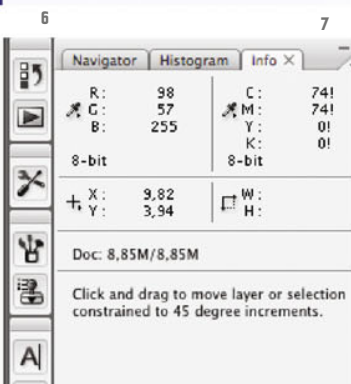 6 7
Navigator Histogram Info ×
R: 98 C: 74!
G: 57 M: 74!
B: 255 Y: 0!
K: 0!
8-bit 8-bit
X: 9,82 W:
Y: 3,94 H:
Doc: 8,85M/8,85M
Click and drag to move layer or selection
constrained to 45 degree increments.
A